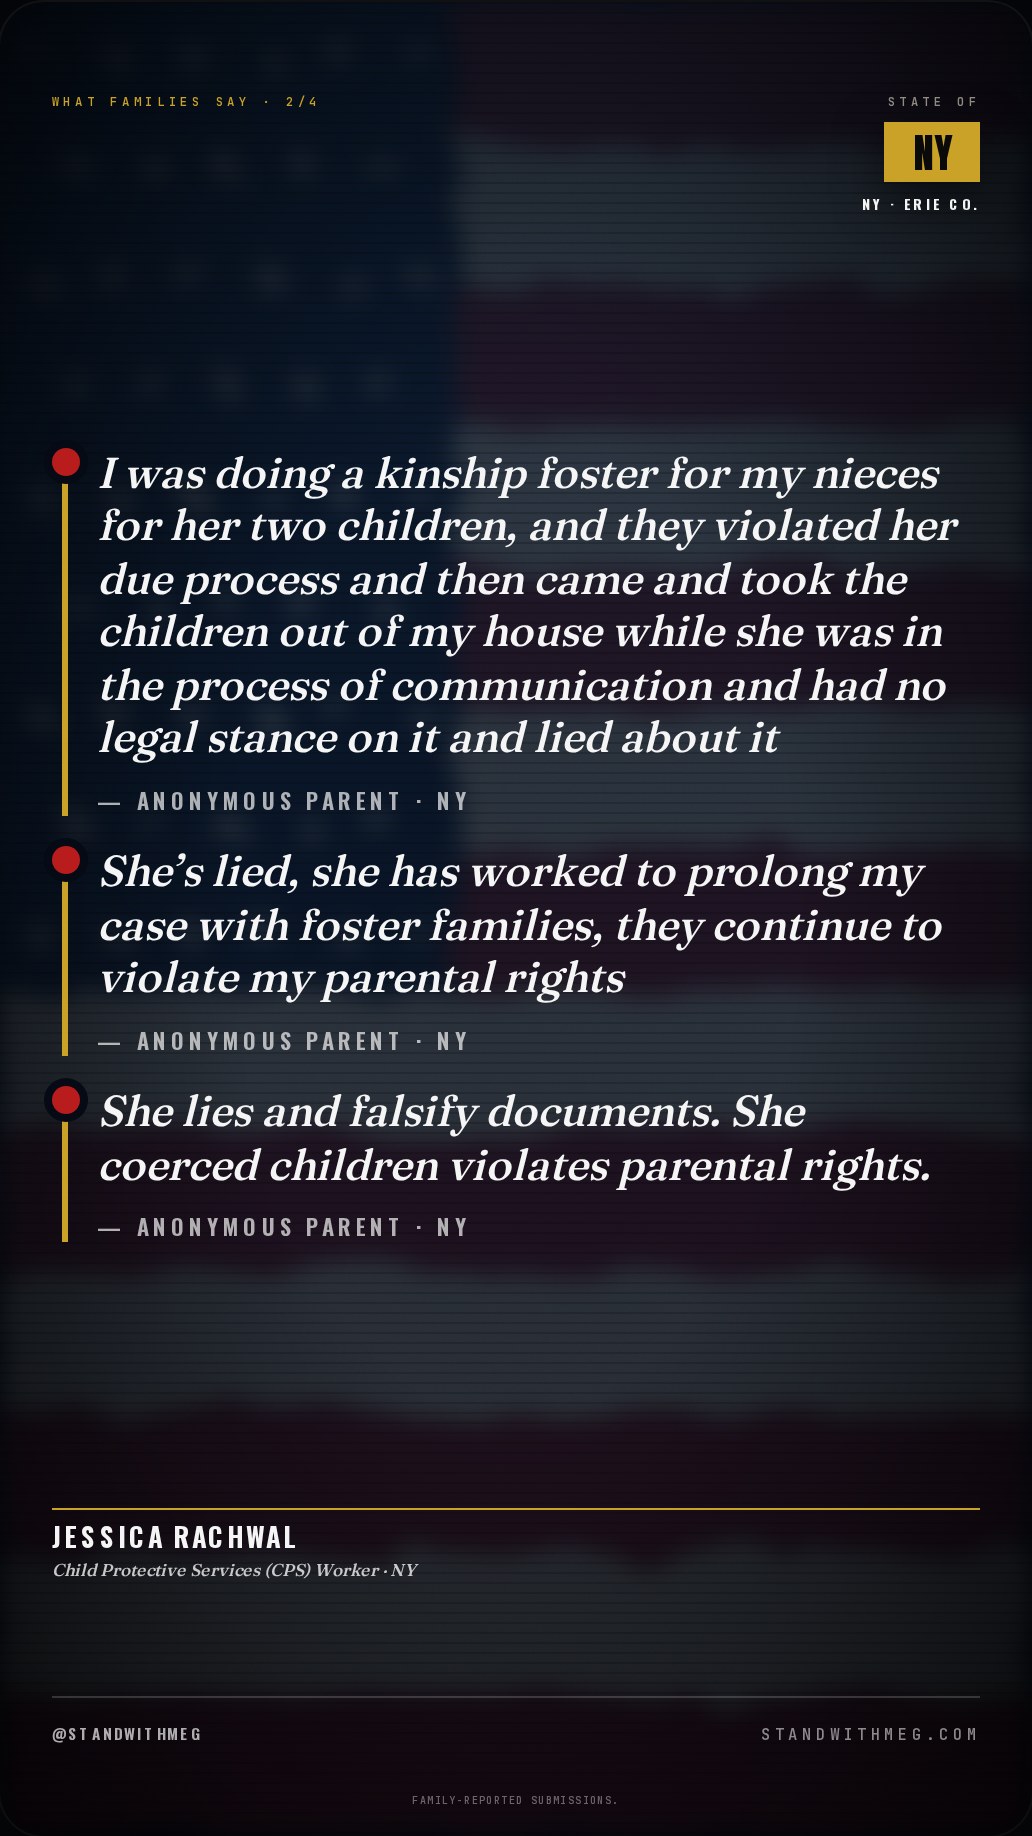 WHAT FAMILIES SAY · 2/4
STATE OF
NY
NY · ERIE CO.
I was doing a kinship foster for my nieces
for her two children, and they violated her
due process and then came and took the
children out of my house while she was in
the process of communication and had no
legal stance on it and lied about it
— ANONYMOUS PARENT · NY
She’s lied, she has worked to prolong my
case with foster families, they continue to
violate my parental rights
— ANONYMOUS PARENT · NY
She lies and falsify documents. She
coerced children violates parental rights.
— ANONYMOUS PARENT · NY
JESSICA RACHWAL
Child Protective Services (CPS) Worker · NY
@STANDWITHMEG
STANDWITHMEG.COM
FAMILY-REPORTED SUBMISSIONS.